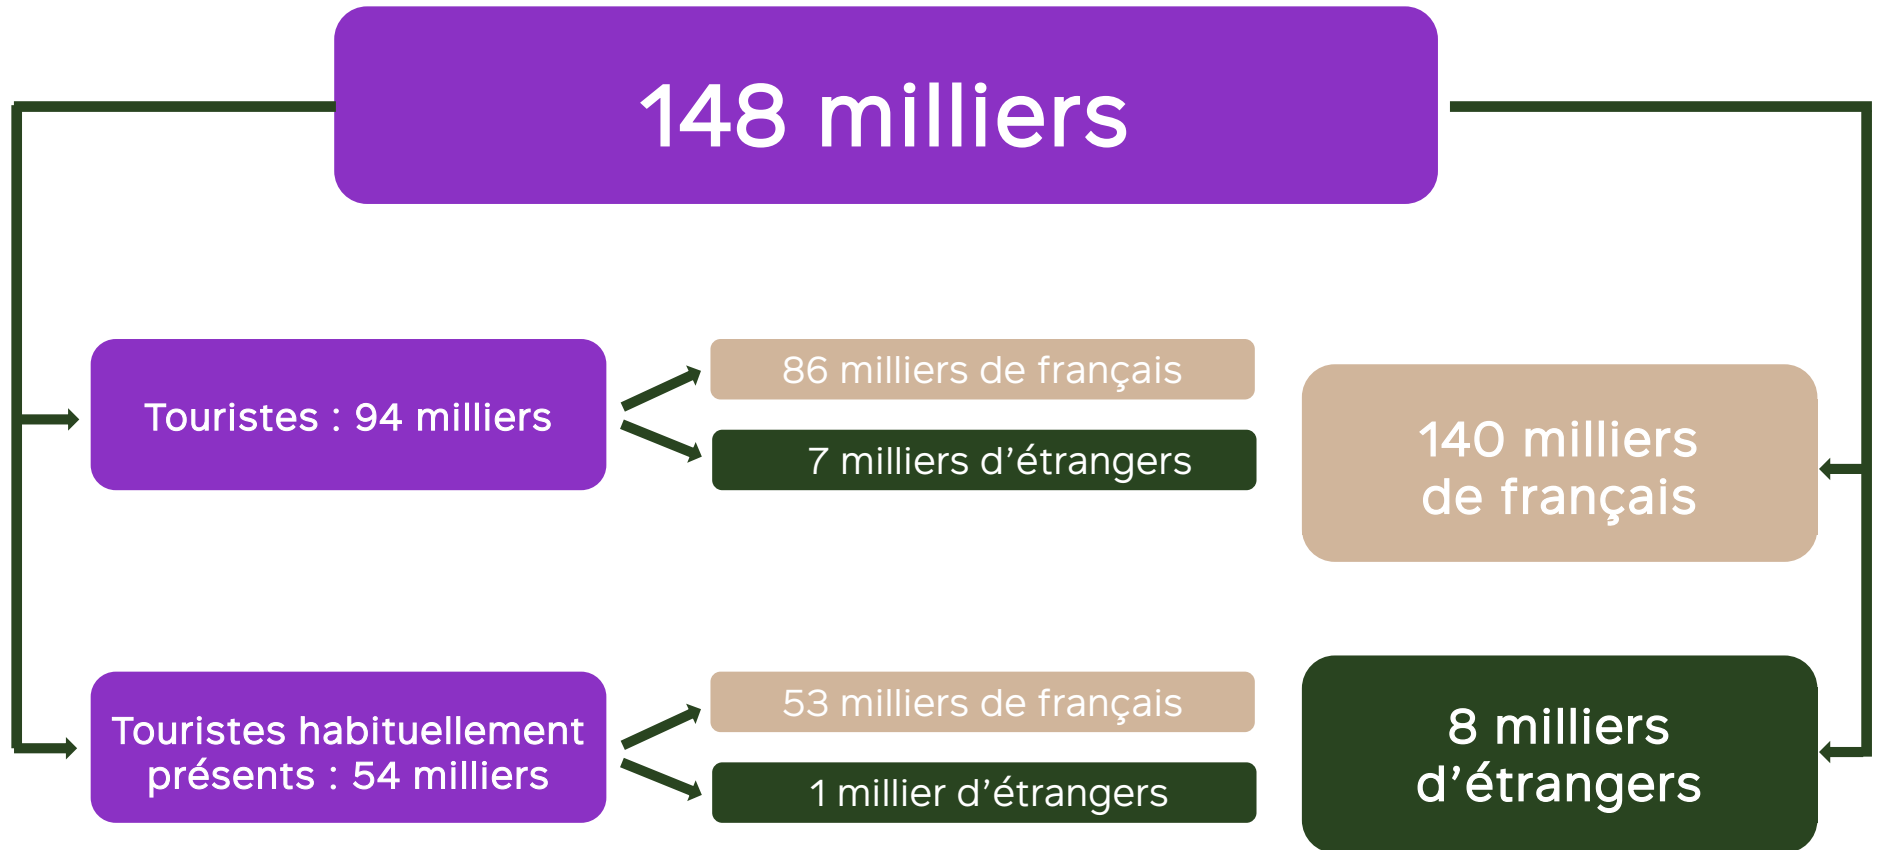 148 milliers
Touristes : 94 milliers
86 milliers de français
7 milliers d’étrangers
140 milliers
de français
Touristes habituellement
présents : 54 milliers
53 milliers de français
1 millier d’étrangers
8 milliers
d’étrangers